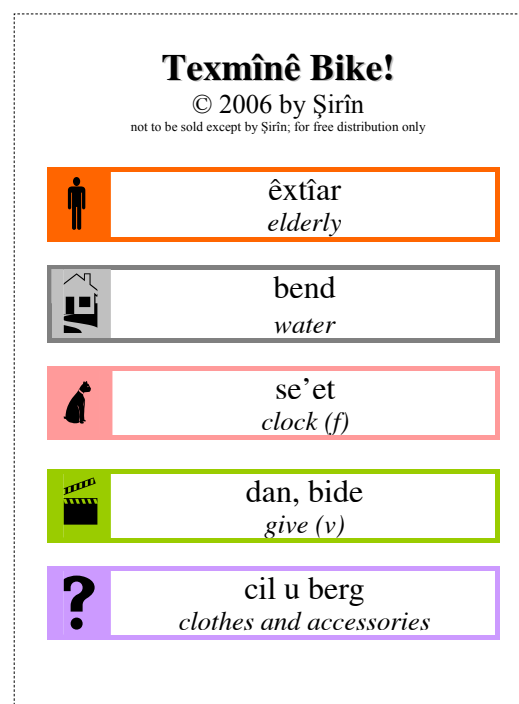 Texmînê Bike!
© 2006 by Şirîn
not to be sold except by Şirîn; for free distribution only
êxtîar
elderly
bend
water
se’et
clock (f)
dan, bide
give (v)
cil u berg
clothes and accessories